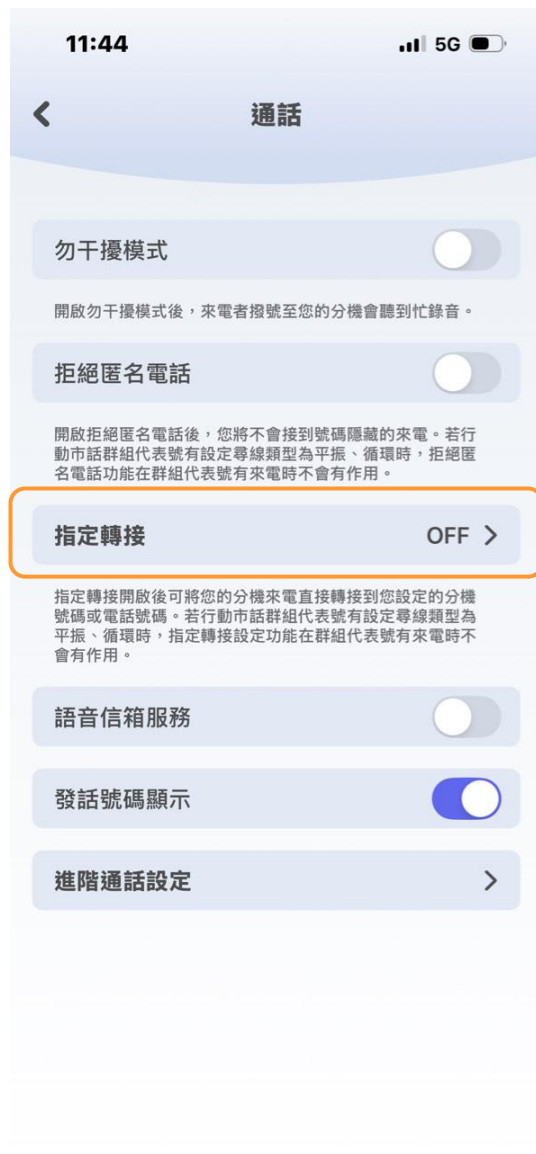 11:44
5G
通話
勿干擾模式
開啟勿干擾模式後，來電者撥號至您的分機會聽到忙錄音。
拒絕匿名電話
開啟拒絕匿名電話後，您將不會接到號碼隱藏的來電。若行
動市話群組代表號有設定尋線類型為平振、循環時，拒絕匿
名電話功能在群組代表號有來電時不會有作用。
指定轉接
OFF
指定轉接開啟後可將您的分機來電直接轉接到您設定的分機
號碼或電話號碼。若行動市話群組代表號有設定尋線類型為
平振、循環時，指定轉接設定功能在群組代表號有來電時不
會有作用。
語音信箱服務
發話號碼顯示
進階通話設定